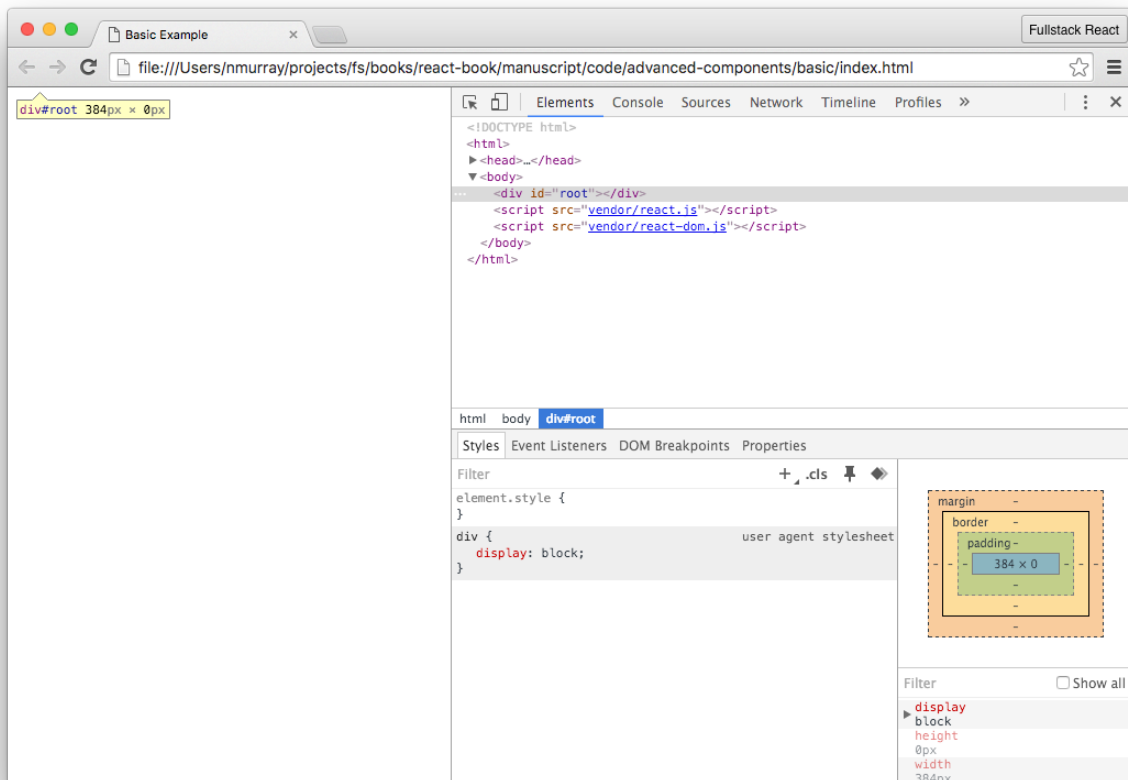 Basic Example
Fullstack React
file:///Users/nmurray/projects/fs/books/react-book/manuscript/code/advanced-components/basic/index.html
div#root 384px × 0px
Elements Console Sources Network Timeline Profiles »
<!DOCTYPE html>
<html>
<head>…</head>
<body>
... <div id="root"></div>
<script src="vendor/react.js"></script>
<script src="vendor/react-dom.js"></script>
</body>
</html>
html body div#root
Styles Event Listeners DOM Breakpoints Properties
Filter + .cls
element.style {
}
div { user agent stylesheet
display: block;
}
margin -
border -
padding -
- - - 384 × 0 - - -
-
-
-
Filter Show all
display
block
height
0px
width
384px